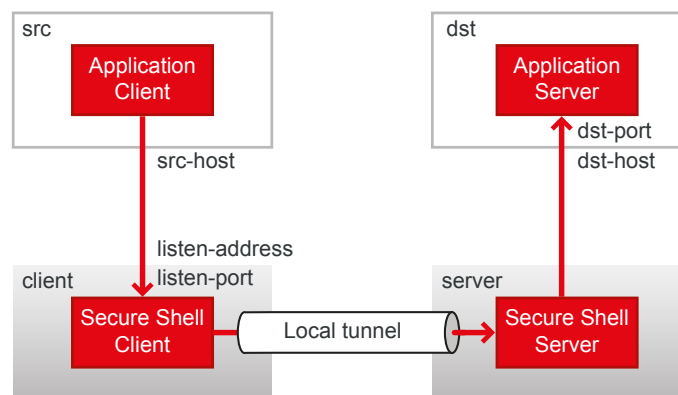 src
Application
Client
src-host
listen-address
listen-port
client
Secure Shell
Client
Local tunnel
dst
Application
Server
dst-port
dst-host
server
Secure Shell
Server